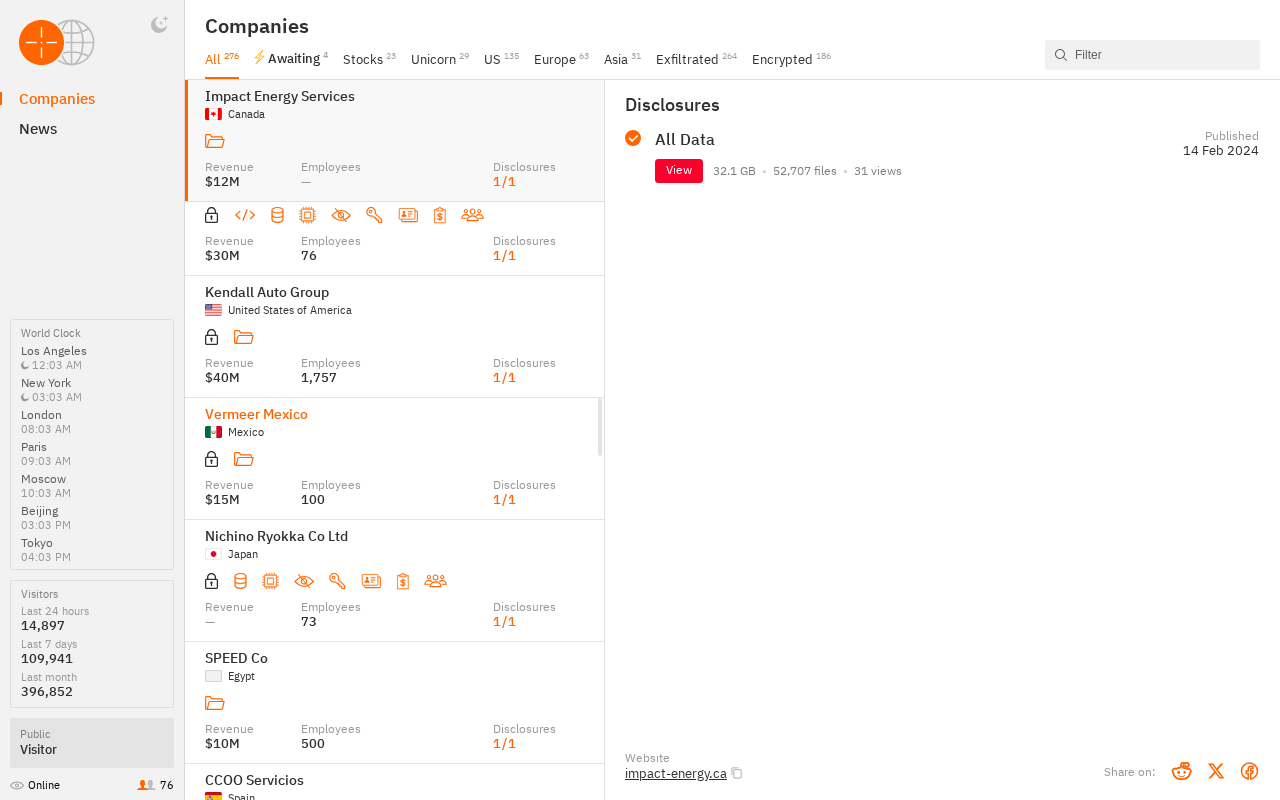 Companies
News
World Clock
Los Angeles
12:03 AM
New York
03:03 AM
London
08:03 AM
Paris
09:03 AM
Moscow
10:03 AM
Beijing
03:03 PM
Tokyo
04:03 PM
Visitors
Last 24 hours
14,897
Last 7 days
109,941
Last month
396,852
Public
Visitor
Online 76
Companies
All 276 Awaiting 4 Stocks 23 Unicorn 29 US 135 Europe 63 Asia 31 Exfiltrated 264 Encrypted 186
Filter
Impact Energy Services
Canada
Revenue Employees Disclosures
$12M — 1/1
Revenue Employees Disclosures
$30M 76 1/1
Kendall Auto Group
United States of America
Revenue Employees Disclosures
$40M 1,757 1/1
Vermeer Mexico
Mexico
Revenue Employees Disclosures
$15M 100 1/1
Nichino Ryokka Co Ltd
Japan
Revenue Employees Disclosures
— 73 1/1
SPEED Co
Egypt
Revenue Employees Disclosures
$10M 500 1/1
CCOO Servicios
Spain
Disclosures
All Data
Published
14 Feb 2024
View 32.1 GB • 52,707 files • 31 views
Website
impact-energy.ca
Share on: